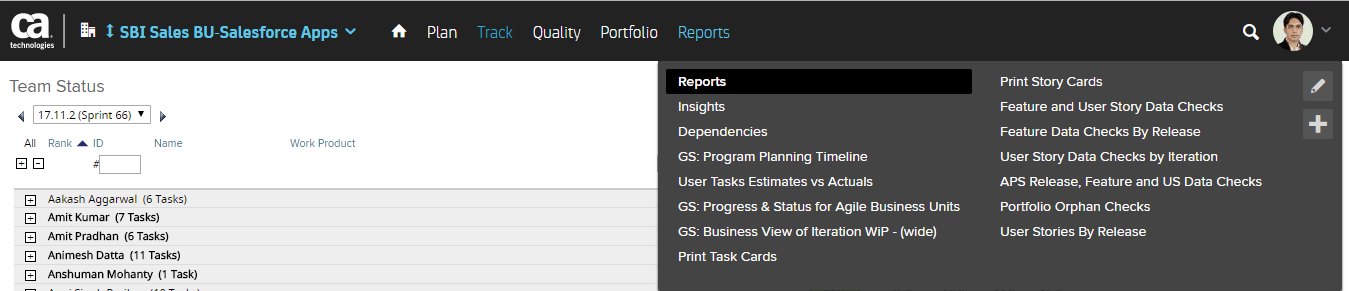 ca
technologies
SBI Sales BU-Salesforce Apps
Plan
Track
Quality
Portfolio
Reports
Team Status
17.11.2 (Sprint 66)
All Rank ID Name Work Product
#
Aakash Aggarwal (6 Tasks)
Amit Kumar (7 Tasks)
Amit Pradhan (6 Tasks)
Animesh Datta (11 Tasks)
Anshuman Mohanty (1 Task)
Reports
Insights
Dependencies
GS: Program Planning Timeline
User Tasks Estimates vs Actuals
GS: Progress & Status for Agile Business Units
GS: Business View of Iteration WiP - (wide)
Print Task Cards
Print Story Cards
Feature and User Story Data Checks
Feature Data Checks By Release
User Story Data Checks by Iteration
APS Release, Feature and US Data Checks
Portfolio Orphan Checks
User Stories By Release